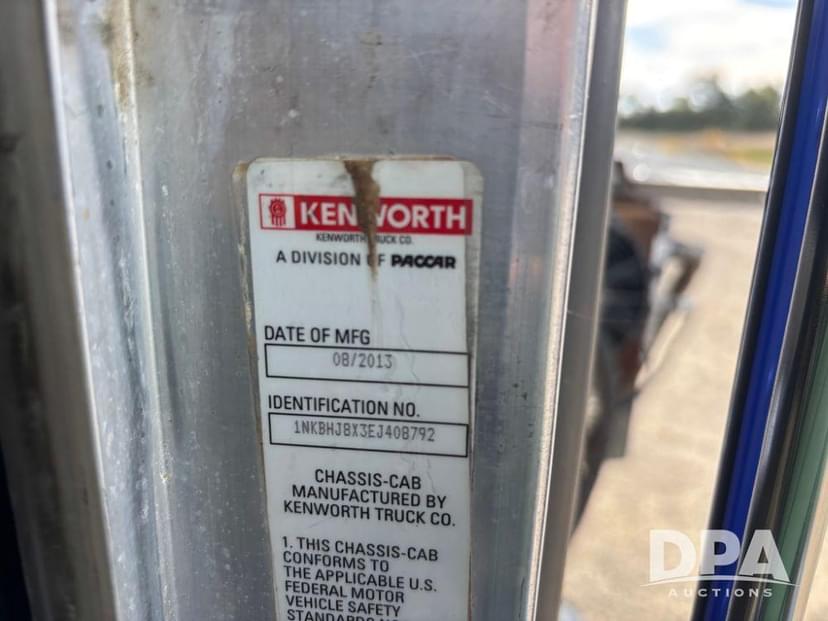 KENWORTH
KENWORTH TRUCK CO.
A DIVISION OF PACCAR
DATE OF MFG
08/2013
IDENTIFICATION NO.
1NKBHJ8X3EJ408792
CHASSIS-CAB
MANUFACTURED BY
KENWORTH TRUCK CO.
1. THIS CHASSIS-CAB
CONFORMS TO
THE APPLICABLE U.S.
FEDERAL MOTOR
VEHICLE SAFETY
DPA
AUCTIONS